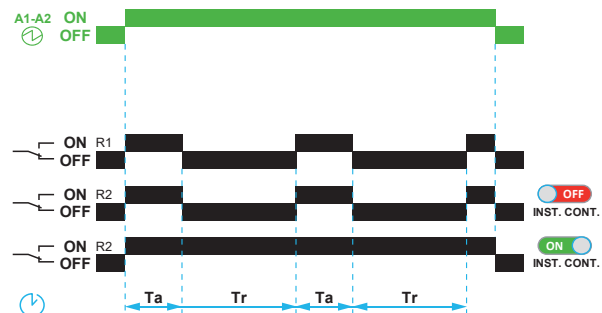 A1-A2 ON
OFF
ON R1
OFF
ON R2
OFF
OFF
INST. CONT.
ON R2
OFF
ON
INST. CONT.
Ta Tr Ta Tr